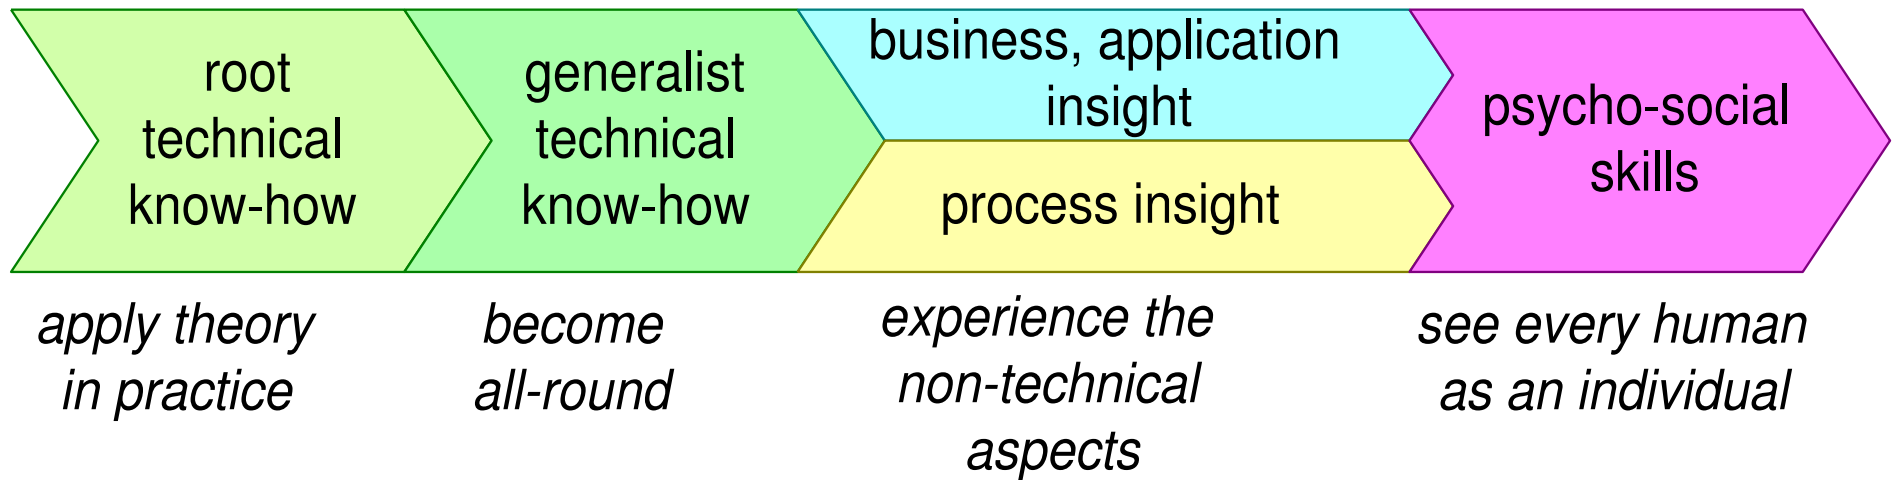 root
technical
know-how
generalist
technical
know-how
business, application
insight
process insight
psycho-social
skills
apply theory
in practice
become
all-round
experience the
non-technical
aspects
see every human
as an individual